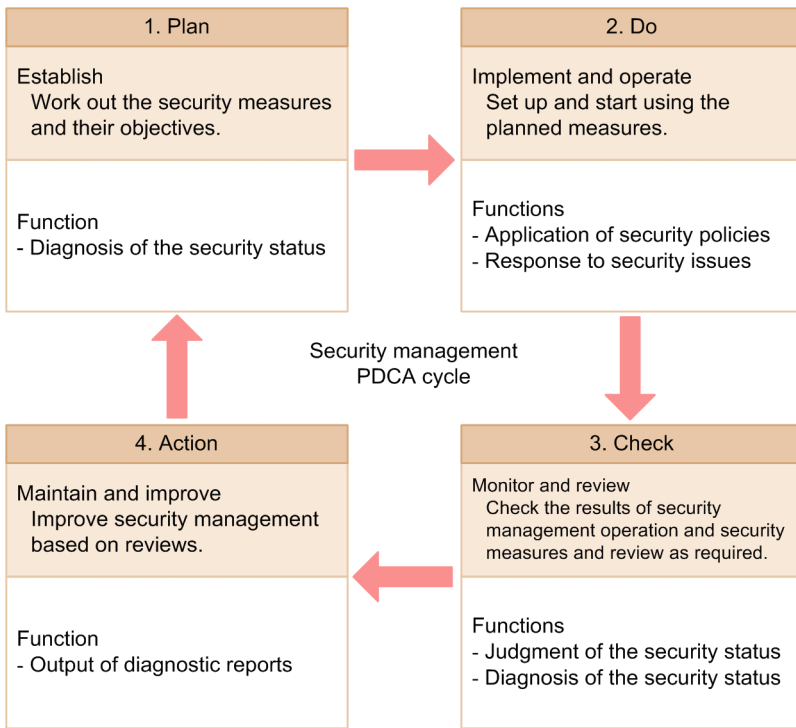 1. Plan
Establish
Work out the security measures
and their objectives.
Function
- Diagnosis of the security status
2. Do
Implement and operate
Set up and start using the
planned measures.
Functions
- Application of security policies
- Response to security issues
Security management
PDCA cycle
4. Action
Maintain and improve
Improve security management
based on reviews.
Function
- Output of diagnostic reports
3. Check
Monitor and review
Check the results of security
management operation and security
measures and review as required.
Functions
- Judgment of the security status
- Diagnosis of the security status